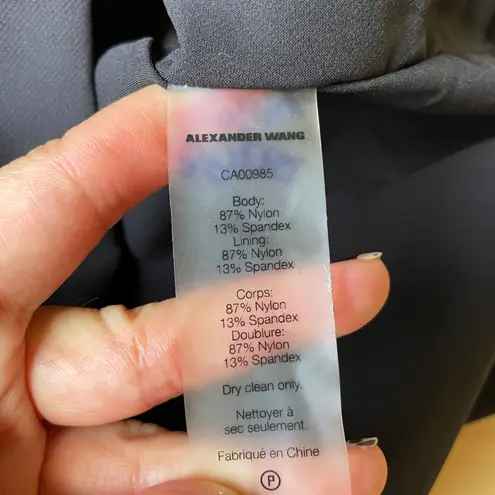 ALEXANDER WANG
CA00985
Body:
87% Nylon
13% Spandex
Lining:
87% Nylon
13% Spandex
Corps:
87% Nylon
13% Spandex
Doublure:
87% Nylon
13% Spandex
Dry clean only.
Nettoyer à
sec seulement.
Fabriqué en Chine
P